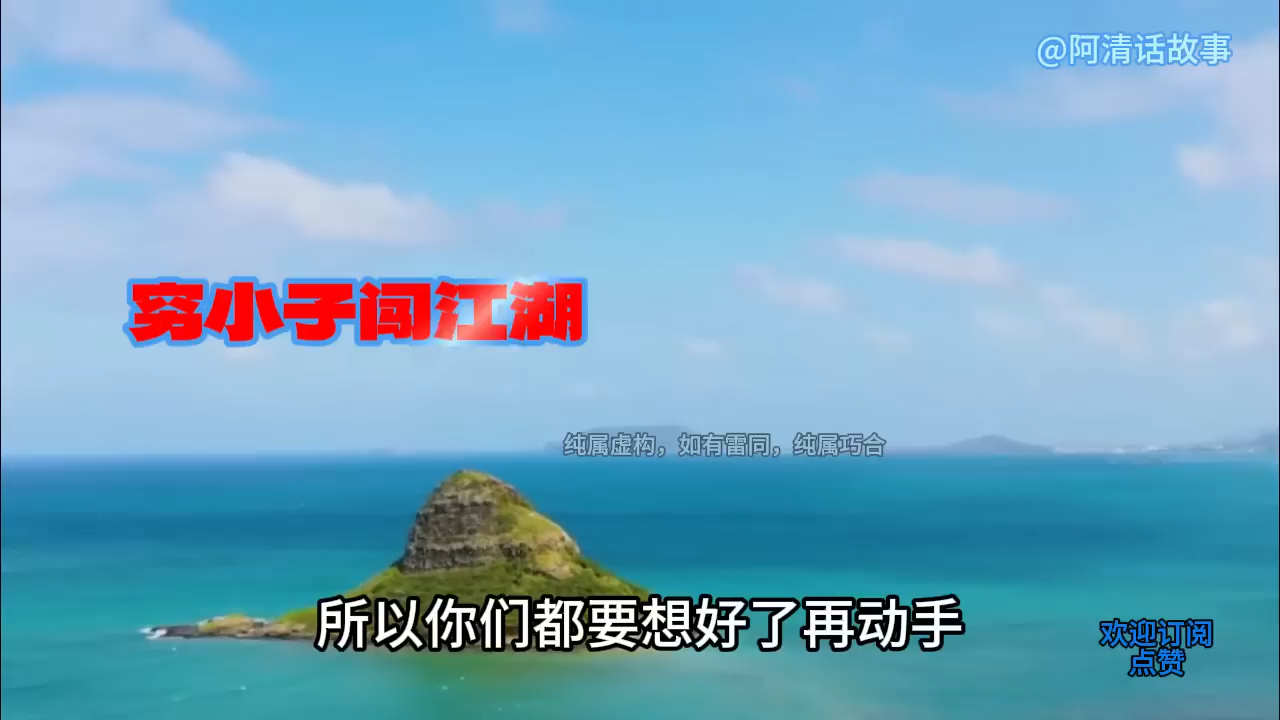 @阿清话故事
穷小子闯江湖
纯属虚构，如有雷同，纯属巧合
所以你们都要想好了再动手
欢迎订阅
点赞